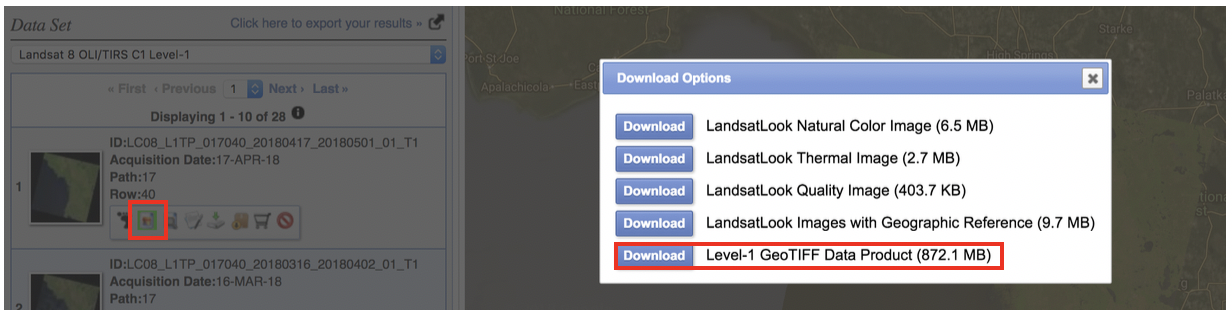 Data Set
Click here to export your results »
Landsat 8 OLI/TIRS C1 Level-1
« First ‹ Previous 1 Next › Last »
Displaying 1 - 10 of 28
1
ID:LC08_L1TP_017040_20180417_20180501_01_T1
Acquisition Date:17-APR-18
Path:17
Row:40
2
ID:LC08_L1TP_017040_20180316_20180402_01_T1
Acquisition Date:16-MAR-18
Path:17
National Forest
Port St Joe
Apalachicola
East
High Springs
Starke
Palatk
Download Options
Download LandsatLook Natural Color Image (6.5 MB)
Download LandsatLook Thermal Image (2.7 MB)
Download LandsatLook Quality Image (403.7 KB)
Download LandsatLook Images with Geographic Reference (9.7 MB)
Download Level-1 GeoTIFF Data Product (872.1 MB)